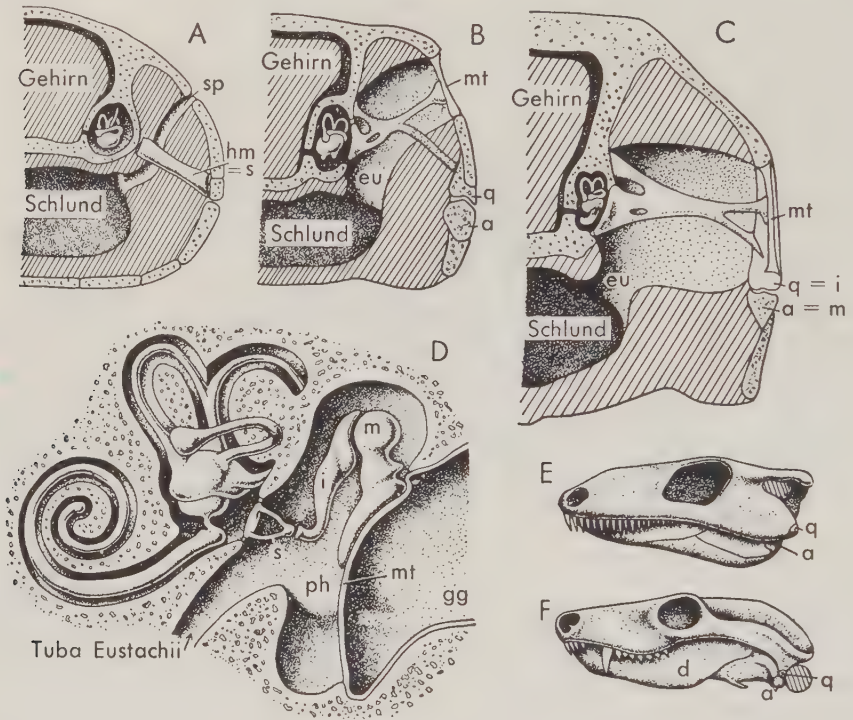 A
Gehirn
sp
hm
= s
Schlund
B
Gehirn
mt
eu
q
Schlund
a
C
Gehirn
mt
eu
q = i
a = m
Schlund
D
m
i
s
ph
mt
gg
Tuba Eustachii
E
q
a
F
d
a
q